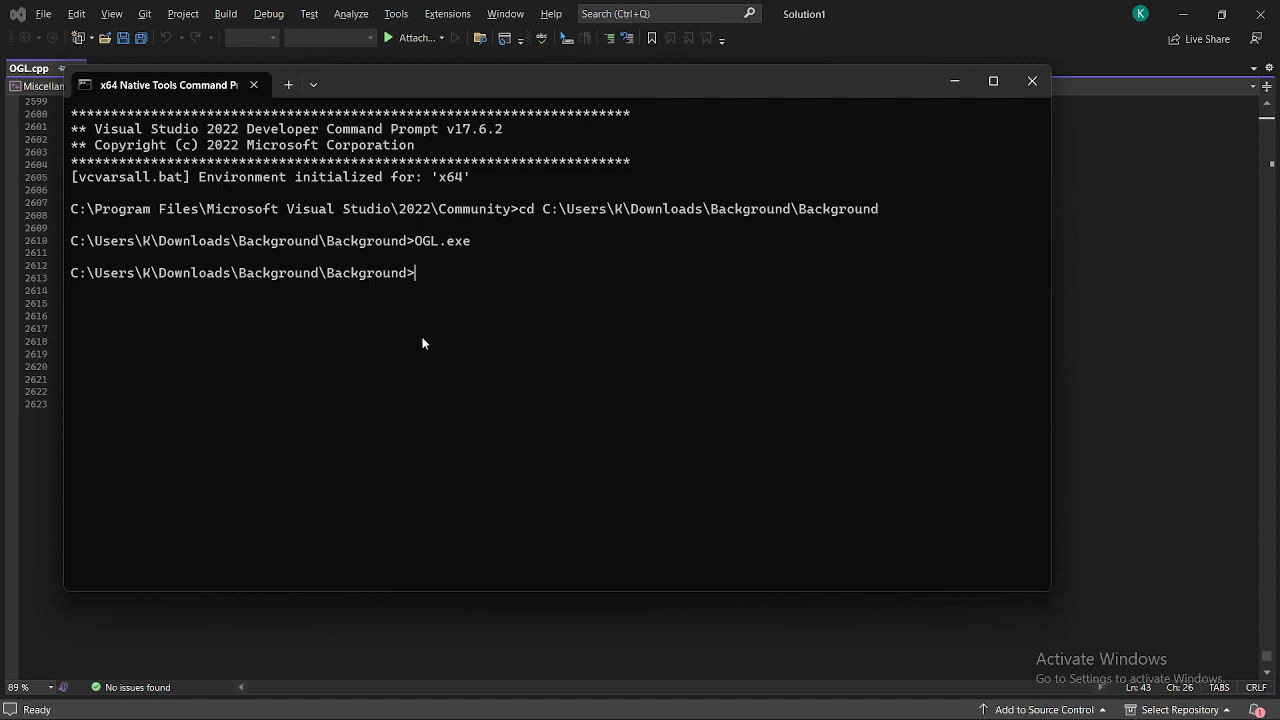 File Edit View Git Project Build Debug Test Analyze Tools Extensions Window Help Search (Ctrl+Q) Solution1 K
Attach... Live Share
OGL.cpp
x64 Native Tools Command P
Miscellan
2599
2600
2601
2602
2603
2604
2605
2606
2607
2608
2609
2610
2611
2612
2613
2614
2615
2616
2617
2618
2619
2620
2621
2622
2623
**********************************************************************
** Visual Studio 2022 Developer Command Prompt v17.6.2
** Copyright (c) 2022 Microsoft Corporation
**********************************************************************
[vcvarsall.bat] Environment initialized for: 'x64'
C:\Program Files\Microsoft Visual Studio\2022\Community>cd C:\Users\K\Downloads\Background\Background
C:\Users\K\Downloads\Background\Background>OGL.exe
C:\Users\K\Downloads\Background\Background>
Activate Windows
Go to Settings to activate Windows.
89 % No issues found Ln: 43 Ch: 26 TABS CRLF
Ready Add to Source Control Select Repository 1